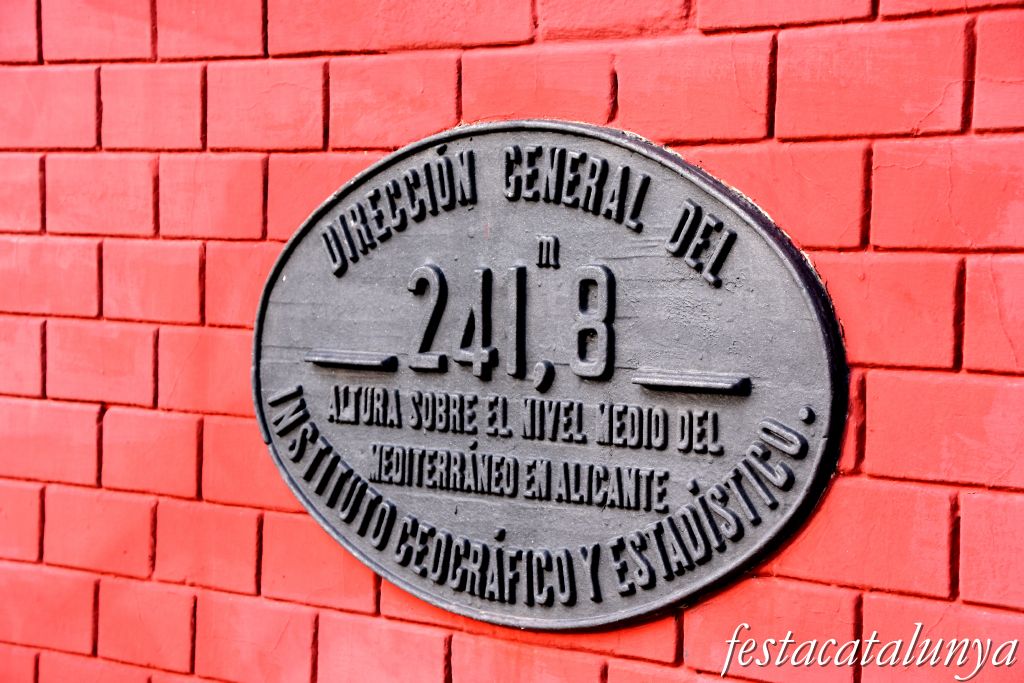 DIRECCIÓN GENERAL DEL
241,8 m
ALTURA SOBRE EL NIVEL MEDIO DEL
MEDITERRÁNEO EN ALICANTE
INSTITUTO GEOGRÁFICO Y ESTADÍSTICO.
festacatalunya